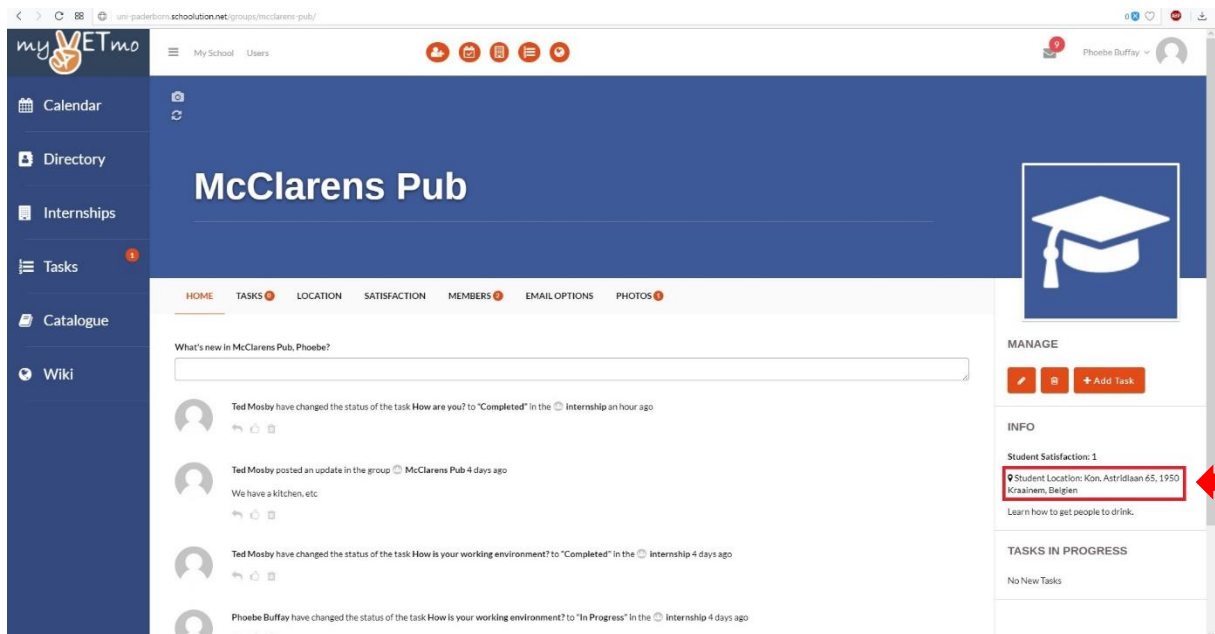 uni-paderborn.schoolution.net/groups/mcclarens-pub/
0
my VETmo
My School Users
9
Phoebe Buffay
Calendar
Directory
Internships
Tasks 1
Catalogue
Wiki
McClarens Pub
HOME TASKS 0 LOCATION SATISFACTION MEMBERS 2 EMAIL OPTIONS PHOTOS
What's new in McClarens Pub, Phoebe?
Ted Mosby have changed the status of the task How are you? to "Completed" in the internship an hour ago
Ted Mosby posted an update in the group McClarens Pub 4 days ago
We have a kitchen, etc
Ted Mosby have changed the status of the task How is your working environment? to "Completed" in the internship 4 days ago
Phoebe Buffay have changed the status of the task How is your working environment? to "In Progress" in the internship 4 days ago
MANAGE
+ Add Task
INFO
Student Satisfaction: 1
Student Location: Kon. Astridlaan 65, 1950
Kraainem, Belgien
Learn how to get people to drink.
TASKS IN PROGRESS
No New Tasks